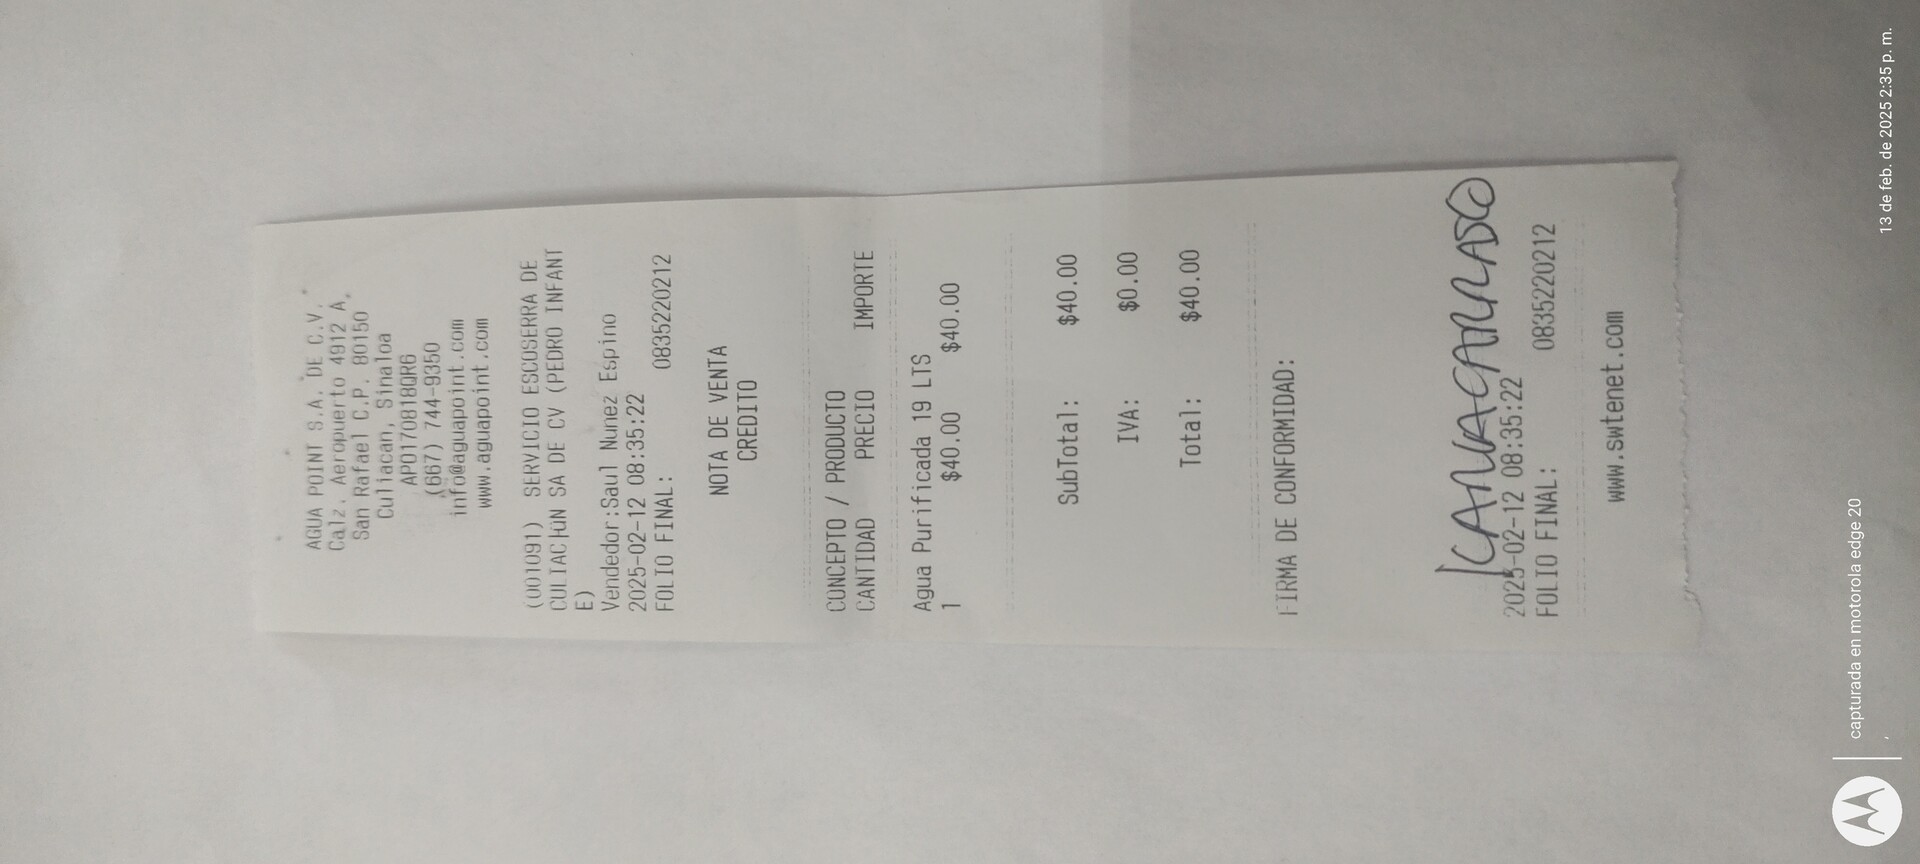 AGUA POINT S.A. DE C.V.
Calz. Aeropuerto 4912 A,
San Rafael C.P. 80150
Culiacan, Sinaloa
APO170818QR6
(667) 744-9350
info@aguapoint.com
www.aguapoint.com
(001091) SERVICIO ESCOSERRA DE
CULIAC├úN SA DE CV (PEDRO INFANT
E)
Vendedor:Saul Nunez Espino
2025-02-12 08:35:22
FOLIO FINAL: 0835220212
NOTA DE VENTA
CREDITO
CONCEPTO / PRODUCTO
CANTIDAD PRECIO IMPORTE
Agua Purificada 19 LTS
1 $40.00 $40.00
SubTotal: $40.00
IVA: $0.00
Total: $40.00
FIRMA DE CONFORMIDAD:
2025-02-12 08:35:22
FOLIO FINAL: 0835220212
www.swtenet.com
capturada en motorola edge 20
13 de feb. de 2025 2:35 p. m.